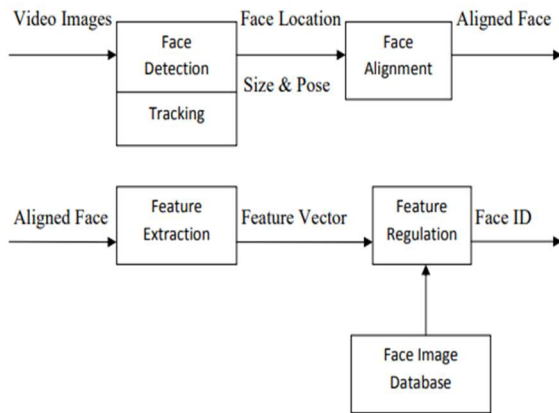 Video Images
Face
Detection
Tracking
Face Location
Size & Pose
Face
Alignment
Aligned Face
Aligned Face
Feature
Extraction
Feature Vector
Feature
Regulation
Face ID
Face Image
Database